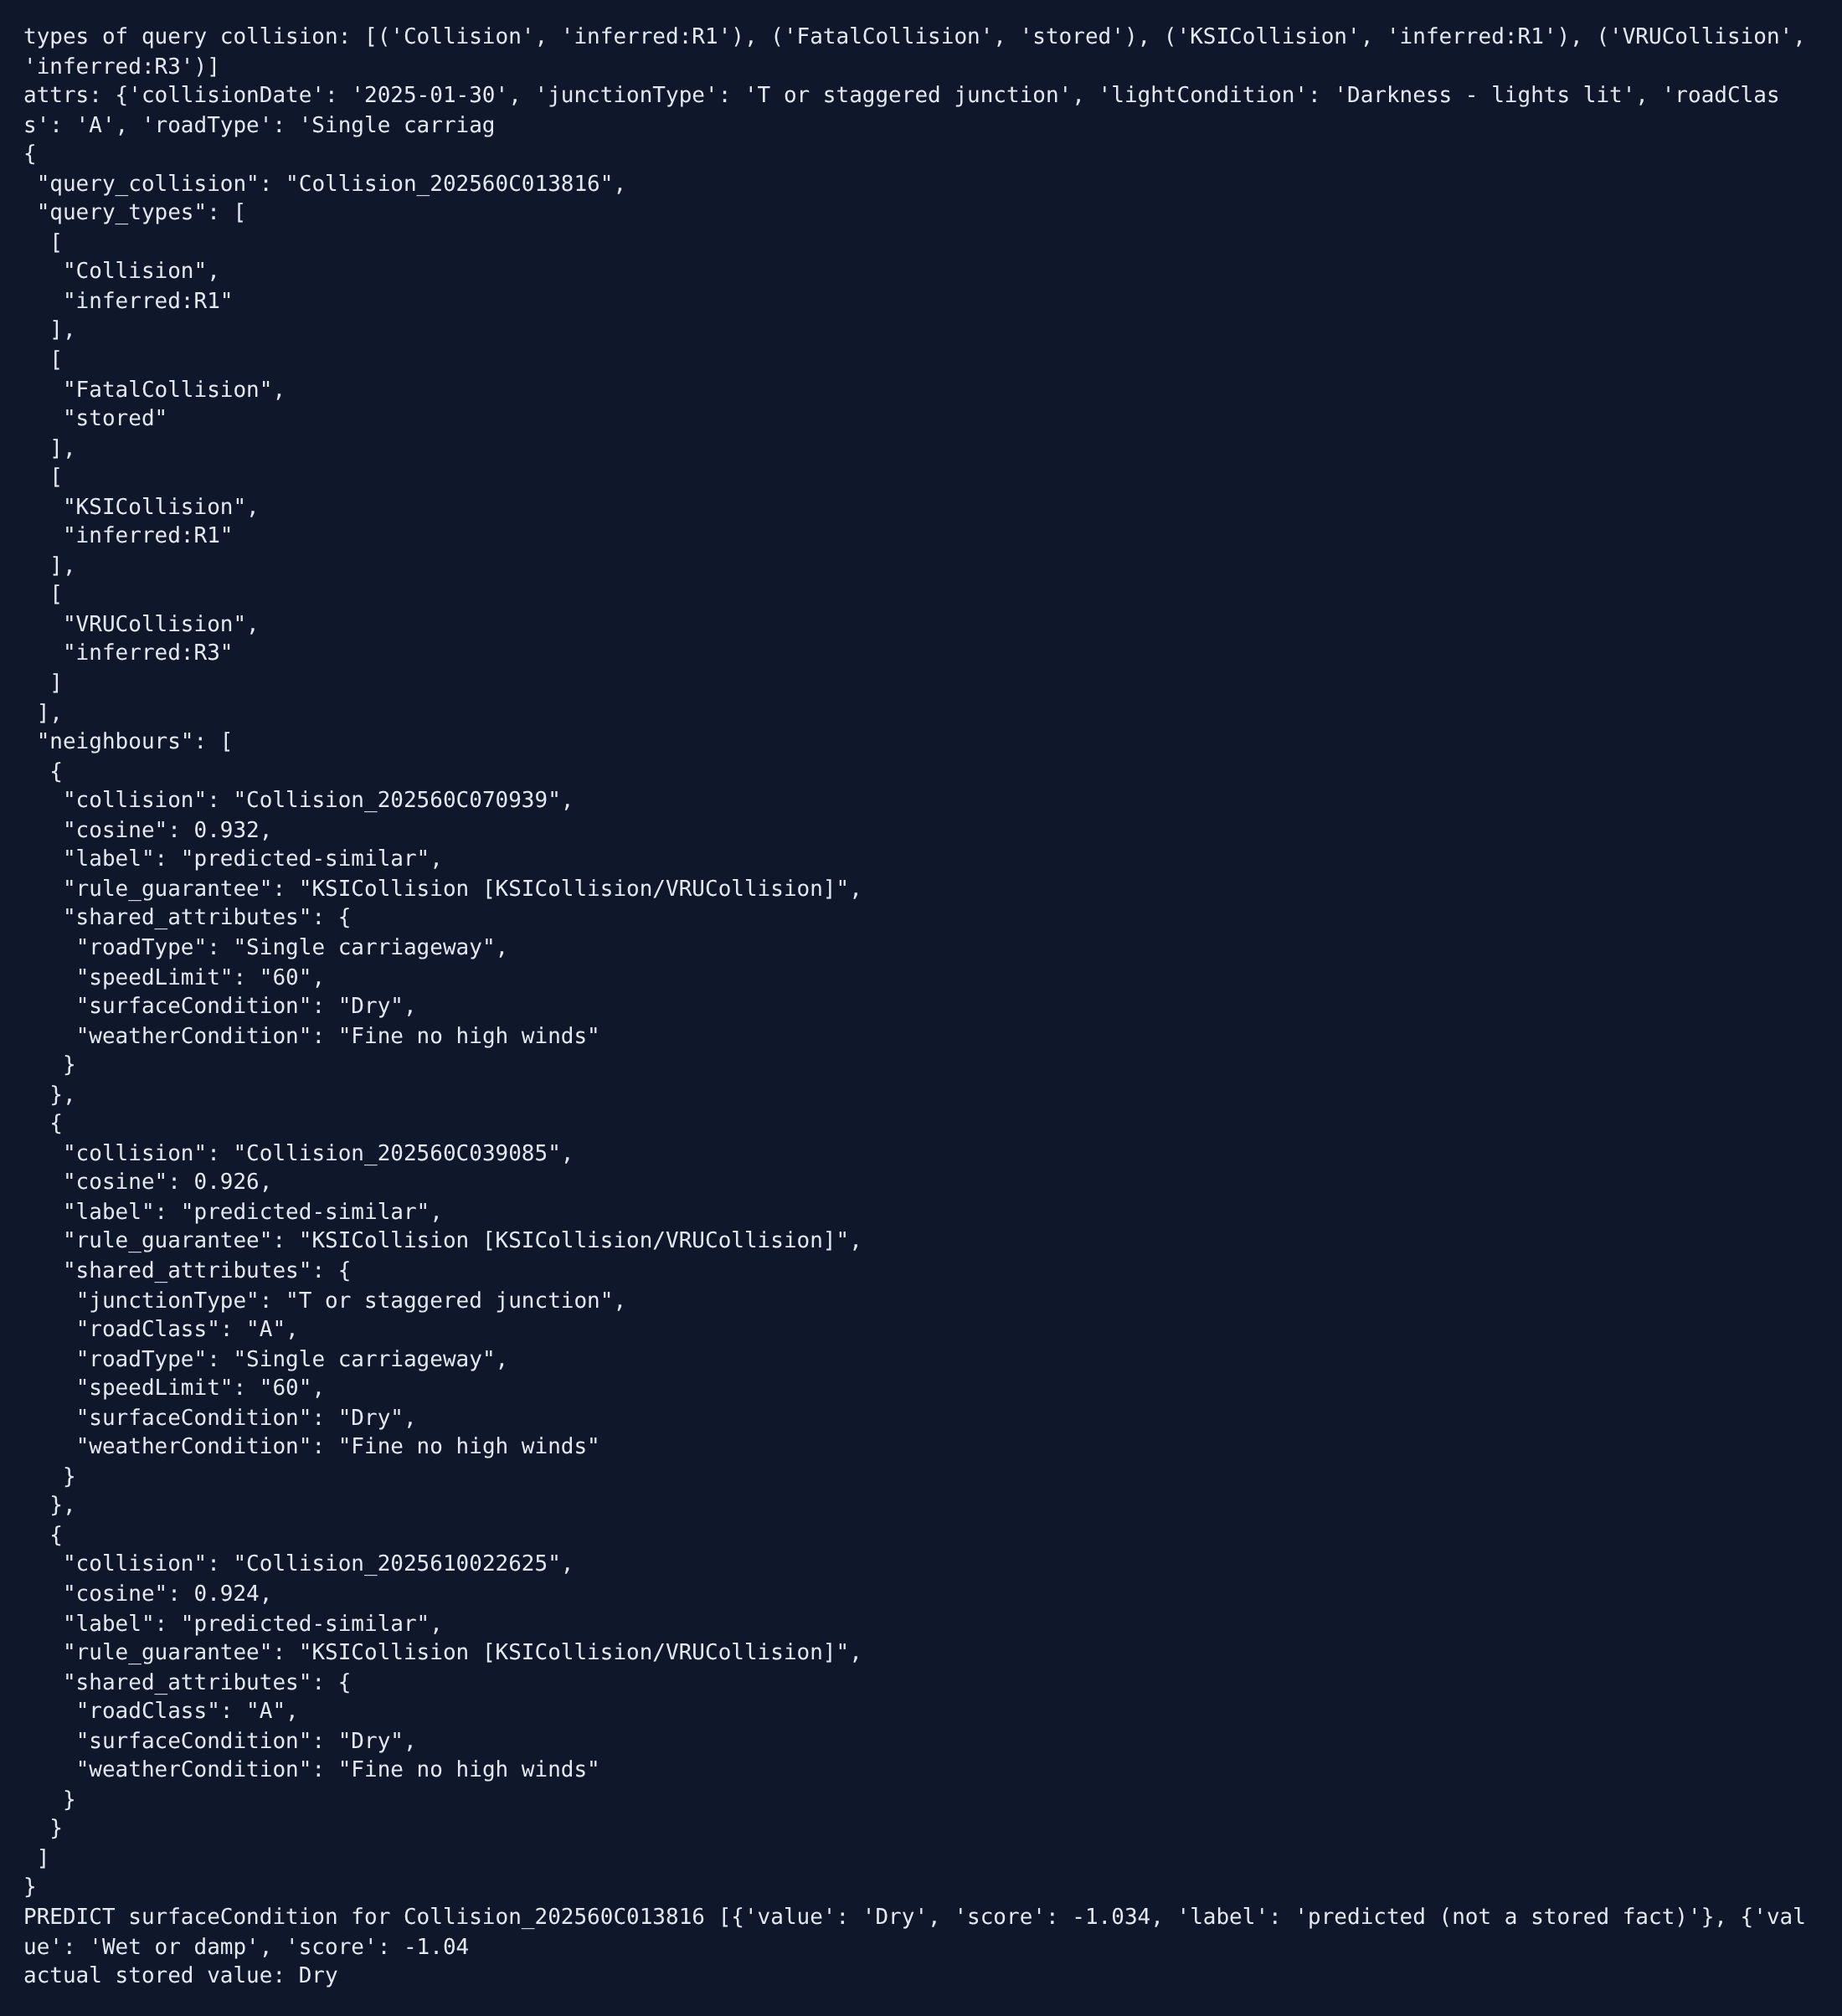 types of query collision: [('Collision', 'inferred:R1'), ('FatalCollision', 'stored'), ('KSICollision', 'inferred:R1'), ('VRUCollision',
'inferred:R3')]
attrs: {'collisionDate': '2025-01-30', 'junctionType': 'T or staggered junction', 'lightCondition': 'Darkness - lights lit', 'roadClas
s': 'A', 'roadType': 'Single carriag
{
 "query_collision": "Collision_202560C013816",
 "query_types": [
  [
   "Collision",
   "inferred:R1"
  ],
  [
   "FatalCollision",
   "stored"
  ],
  [
   "KSICollision",
   "inferred:R1"
  ],
  [
   "VRUCollision",
   "inferred:R3"
  ]
 ],
 "neighbours": [
  {
   "collision": "Collision_202560C070939",
   "cosine": 0.932,
   "label": "predicted-similar",
   "rule_guarantee": "KSICollision [KSICollision/VRUCollision]",
   "shared_attributes": {
    "roadType": "Single carriageway",
    "speedLimit": "60",
    "surfaceCondition": "Dry",
    "weatherCondition": "Fine no high winds"
   }
  },
  {
   "collision": "Collision_202560C039085",
   "cosine": 0.926,
   "label": "predicted-similar",
   "rule_guarantee": "KSICollision [KSICollision/VRUCollision]",
   "shared_attributes": {
    "junctionType": "T or staggered junction",
    "roadClass": "A",
    "roadType": "Single carriageway",
    "speedLimit": "60",
    "surfaceCondition": "Dry",
    "weatherCondition": "Fine no high winds"
   }
  },
  {
   "collision": "Collision_2025610022625",
   "cosine": 0.924,
   "label": "predicted-similar",
   "rule_guarantee": "KSICollision [KSICollision/VRUCollision]",
   "shared_attributes": {
    "roadClass": "A",
    "surfaceCondition": "Dry",
    "weatherCondition": "Fine no high winds"
   }
  }
 ]
}
PREDICT surfaceCondition for Collision_202560C013816 [{'value': 'Dry', 'score': -1.034, 'label': 'predicted (not a stored fact)'}, {'val
ue': 'Wet or damp', 'score': -1.04
actual stored value: Dry